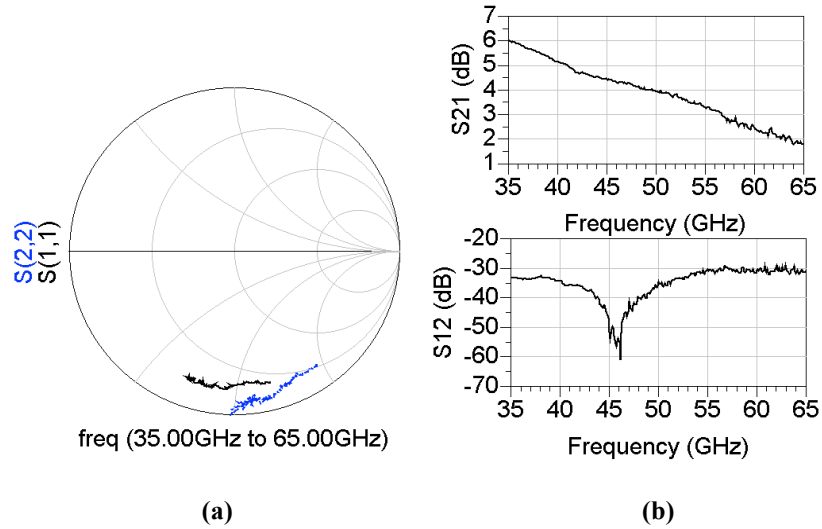 S(2,2)
S(1,1)
freq (35.00GHz to 65.00GHz)
(a)
S21 (dB)
7
6
5
4
3
2
1
35 40 45 50 55 60 65
Frequency (GHz)
S12 (dB)
-20
-30
-40
-50
-60
-70
35 40 45 50 55 60 65
Frequency (GHz)
(b)